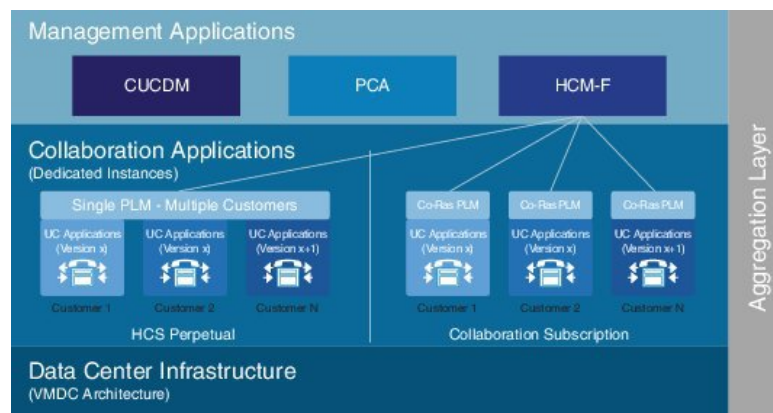 Management Applications
CUCDM
PCA
HCM-F
Collaboration Applications
(Dedicated Instances)
Single PLM - Multiple Customers
Co-Ras PLM
Co-Ras PLM
Co-Ras PLM
UC Applications
(Version x)
UC Applications
(Version x)
UC Applications
(Version x+1)
UC Applications
(Version x)
UC Applications
(Version x)
UC Applications
(Version x+1)
Customer 1
Customer 2
Customer N
Customer 1
Customer 2
Customer N
HCS Perpetual
Collaboration Subscription
Data Center Infrastructure
(VMDC Architecture)
Aggregation Layer